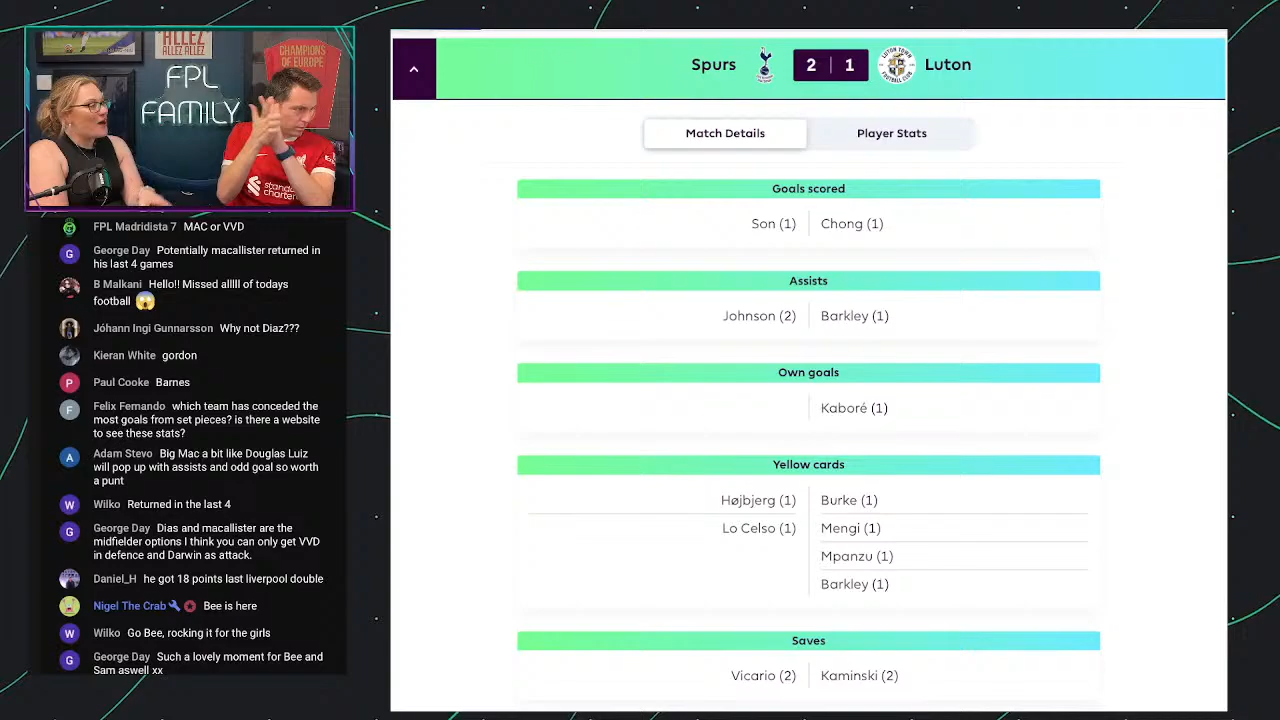 ALLEZ
ALLEZ ALLEZ
CHAMPIONS
OF EUROPE
FPL
FAMILY
FPL Madridista 7 MAC or VVD
George Day Potentially macallister returned in
his last 4 games
B Malkani Hello!! Missed alllll of todays
football 😱
Jóhann Ingi Gunnarsson Why not Diaz???
Kieran White gordon
Paul Cooke Barnes
Felix Fernando which team has conceded the
most goals from set pieces? is there a website
to see these stats?
Adam Stevo Big Mac a bit like Douglas Luiz
will pop up with assists and odd goal so worth
a punt
Wilko Returned in the last 4
George Day Dias and macallister are the
midfielder options I think you can only get VVD
in defence and Darwin as attack.
Daniel_H he got 18 points last liverpool double
Nigel The Crab Bee is here
Wilko Go Bee, rocking it for the girls
George Day Such a lovely moment for Bee and
Sam aswell xx
Spurs 2 | 1 Luton
Match Details Player Stats
Goals scored
Son (1) Chong (1)
Assists
Johnson (2) Barkley (1)
Own goals
Kaboré (1)
Yellow cards
Højbjerg (1) Burke (1)
Lo Celso (1) Mengi (1)
Mpanzu (1)
Barkley (1)
Saves
Vicario (2) Kaminski (2)